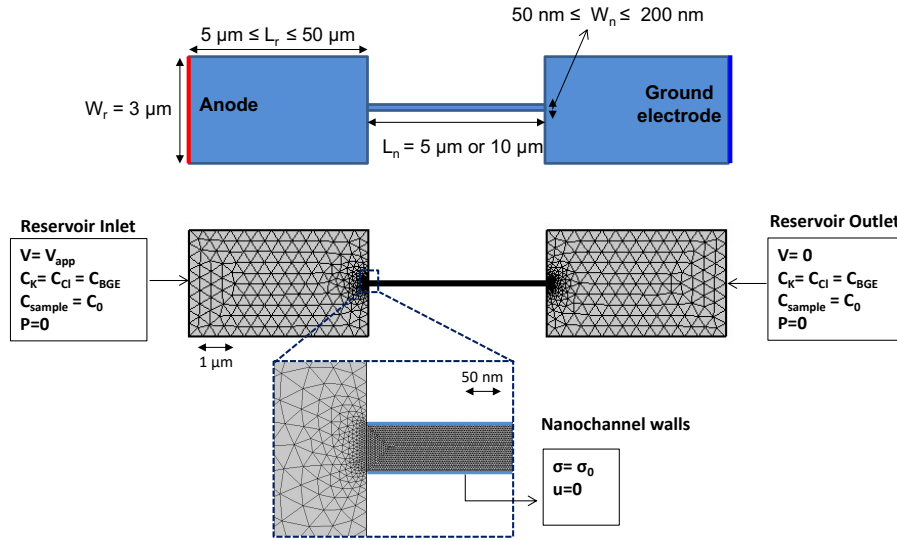 50 nm ≤ Wn ≤ 200 nm
5 µm ≤ Lr ≤ 50 µm
Wr = 3 µm
Anode
Ground
electrode
Ln = 5 µm or 10 µm
Reservoir Inlet
V= Vapp
CK= CCl = CBGE
Csample = C0
P=0
1 µm
Reservoir Outlet
V= 0
CK= CCl = CBGE
Csample = C0
P=0
50 nm
Nanochannel walls
σ= σ0
u=0